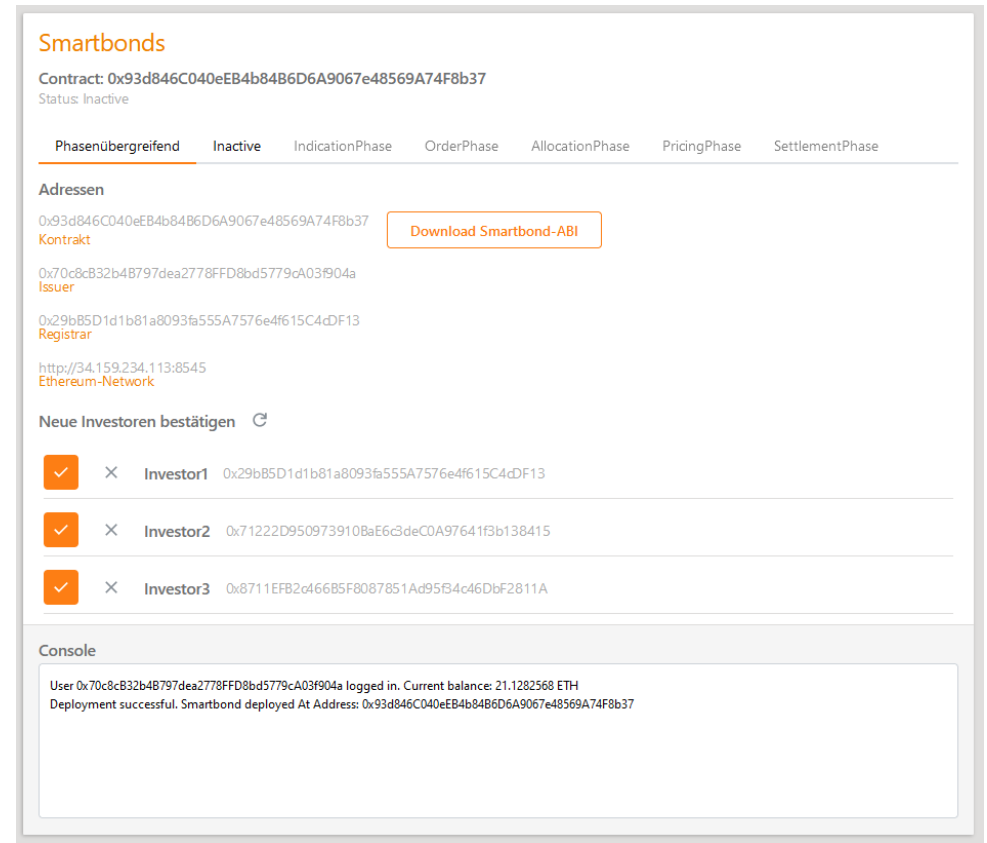 Smartbonds
Contract: 0x93d846C040eEB4b84B6D6A9067e48569A74F8b37
Status: Inactive
Phasenübergreifend Inactive IndicationPhase OrderPhase AllocationPhase PricingPhase SettlementPhase
Adressen
0x93d846C040eEB4b84B6D6A9067e48569A74F8b37
Kontrakt
Download Smartbond-ABI
0x70c8cB32b4B797dea2778FFD8bd5779cA03f904a
Issuer
0x29bB5D1d1b81a8093fa555A7576e4f615C4dDF13
Registrar
http://34.159.234.113:8545
Ethereum-Network
Neue Investoren bestätigen
Investor1 0x29bB5D1d1b81a8093fa555A7576e4f615C4dDF13
Investor2 0x71222D950973910BaE6c3deC0A97641f3b138415
Investor3 0x8711EFB2c466B5F8087851Ad95f34c46DbF2811A
Console
User 0x70c8cB32b4B797dea2778FFD8bd5779cA03f904a logged in. Current balance: 21.1282568 ETH
Deployment successful. Smartbond deployed At Address: 0x93d846C040eEB4b84B6D6A9067e48569A74F8b37